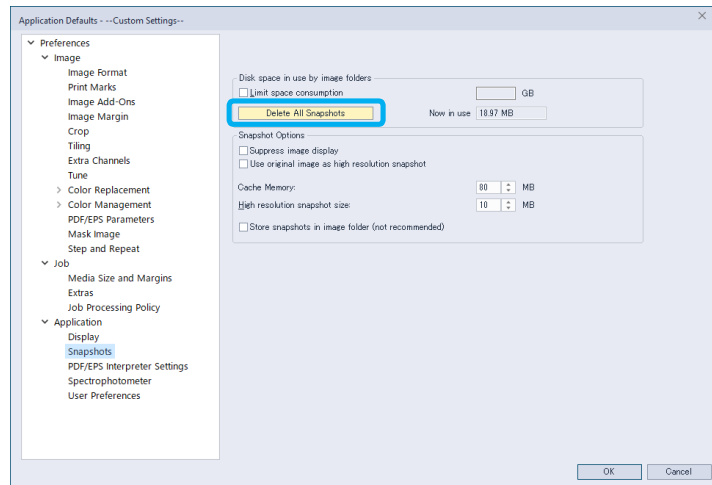 Application Defaults - --Custom Settings--
Preferences
Image
Image Format
Print Marks
Image Add-Ons
Image Margin
Crop
Tiling
Extra Channels
Tune
Color Replacement
Color Management
PDF/EPS Parameters
Mask Image
Step and Repeat
Job
Media Size and Margins
Extras
Job Processing Policy
Application
Display
Snapshots
PDF/EPS Interpreter Settings
Spectrophotometer
User Preferences
Disk space in use by image folders
Limit space consumption GB
Delete All Snapshots Now in use 18.97 MB
Snapshot Options
Suppress image display
Use original image as high resolution snapshot
Cache Memory: 80 MB
High resolution snapshot size: 10 MB
Store snapshots in image folder (not recommended)
OK Cancel